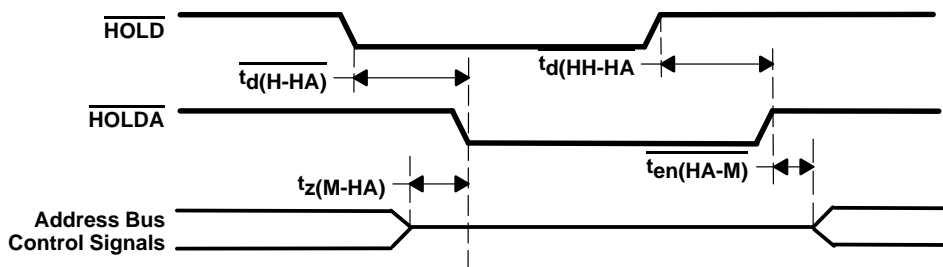 HOLD
td(H-HA)
td(HH-HA
HOLDA
tz(M-HA)
ten(HA-M)
Address Bus
Control Signals